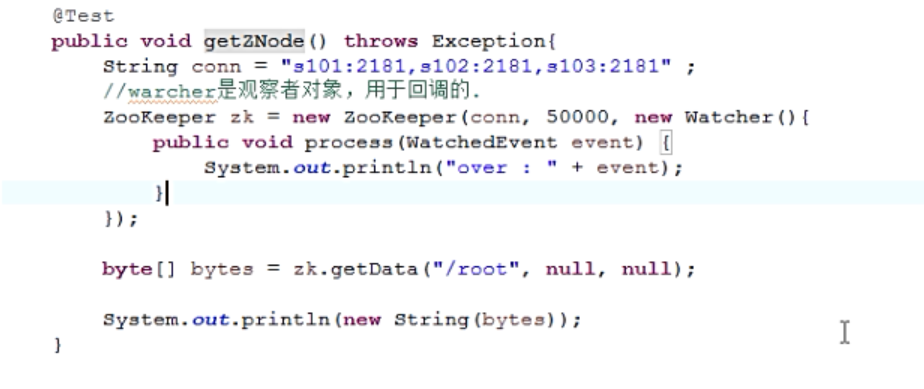 @Test
public void getZNode() throws Exception{
String conn = "s101:2181,s102:2181,s103:2181" ;
//warcher是观察者对象，用于回调的.
ZooKeeper zk = new ZooKeeper(conn, 50000, new Watcher(){
public void process(WatchedEvent event) {
System.out.println("over : " + event);
}
});
byte[] bytes = zk.getData("/root", null, null);
System.out.println(new String(bytes));
}